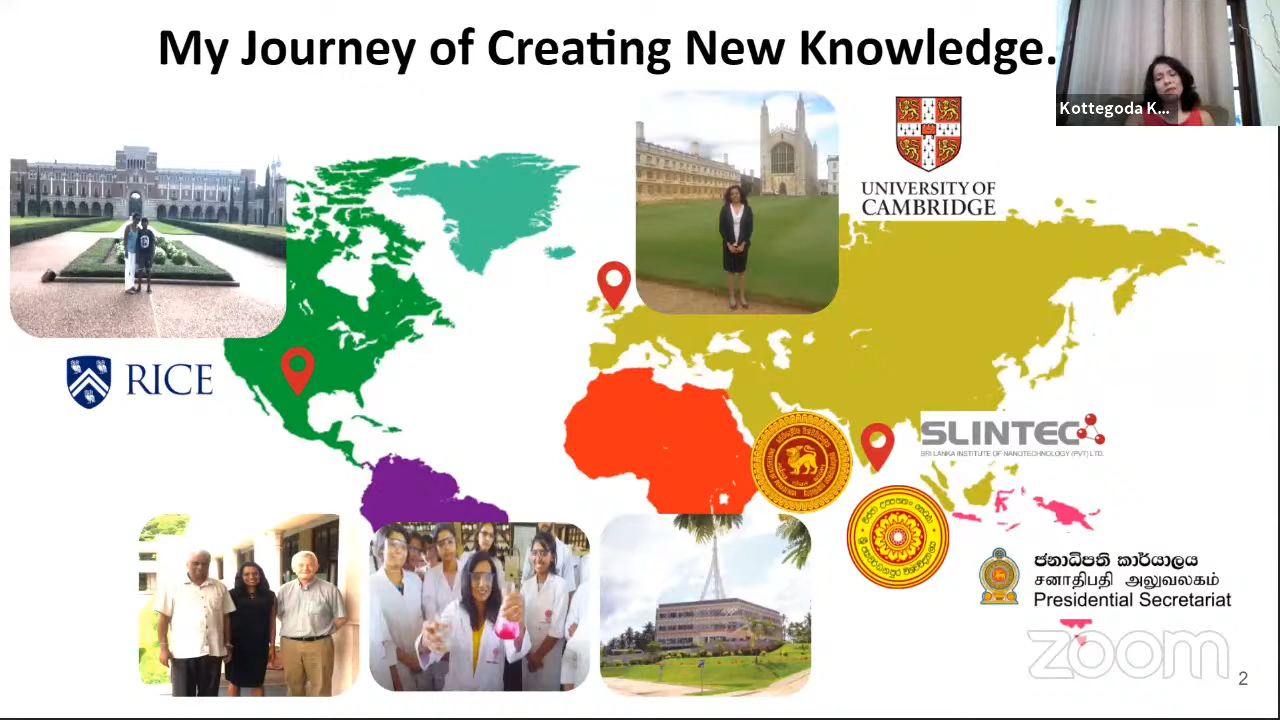 My Journey of Creating New Knowledge.
Kottegoda K...
UNIVERSITY OF
CAMBRIDGE
RICE
SLINTEC
SRI LANKA INSTITUTE OF NANOTECHNOLOGY (PVT) LTD.
ජනාධිපති කාර්යාලය
சனாதிபதி அலுவலகம்
Presidential Secretariat
zoom
2